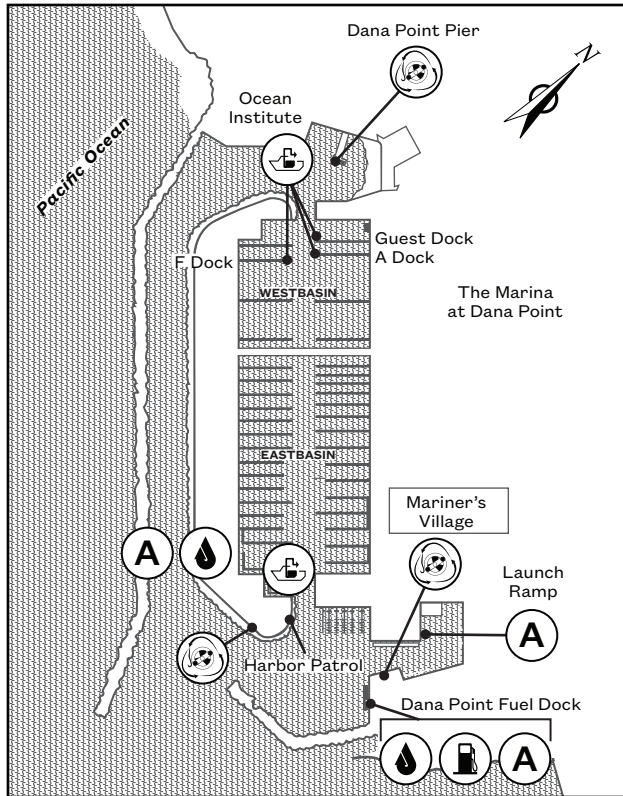 Dana Point Pier
N
Ocean
Institute
Pacific Ocean
Guest Dock
A Dock
F Dock
WESTBASIN
The Marina
at Dana Point
EASTBASIN
Mariner's
Village
A
Launch
Ramp
A
Harbor Patrol
Dana Point Fuel Dock
A